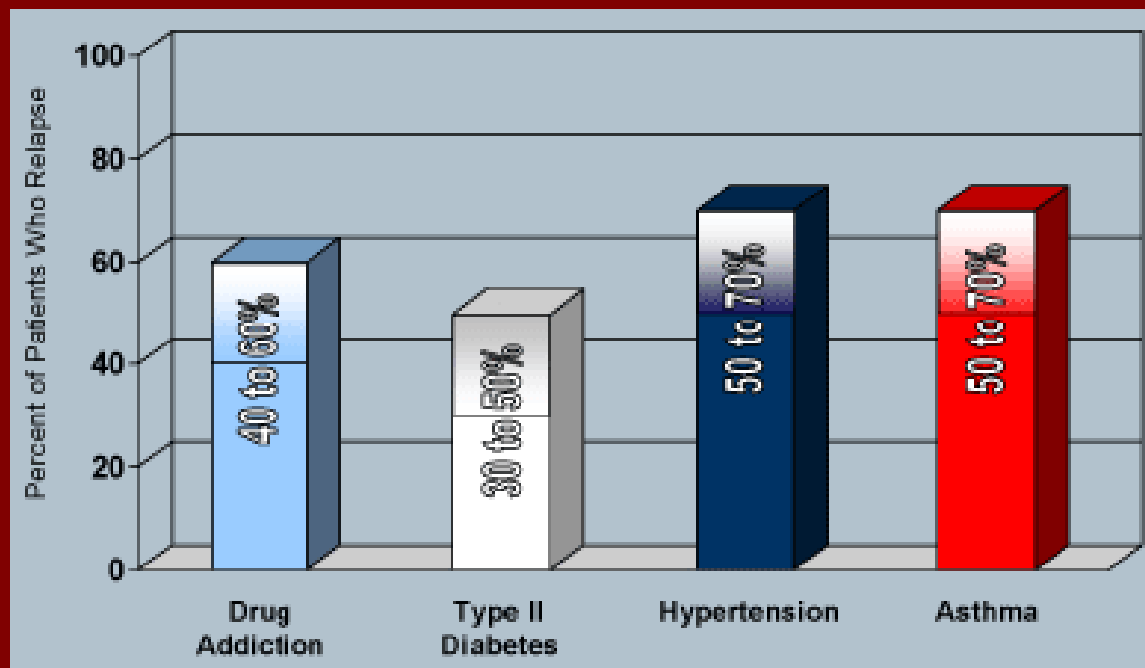 Percent of Patients Who Relapse
100
80
60
40
20
0
40 to 60%
30 to 50%
50 to 70%
50 to 70%
Drug
Addiction
Type II
Diabetes
Hypertension
Asthma